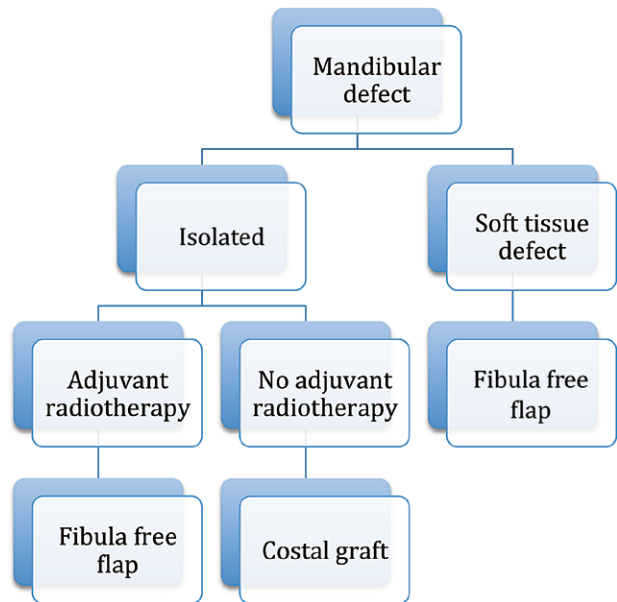 Mandibular
defect
Isolated
Soft tissue
defect
Adjuvant
radiotherapy
No adjuvant
radiotherapy
Fibula free
flap
Fibula free
flap
Costal graft